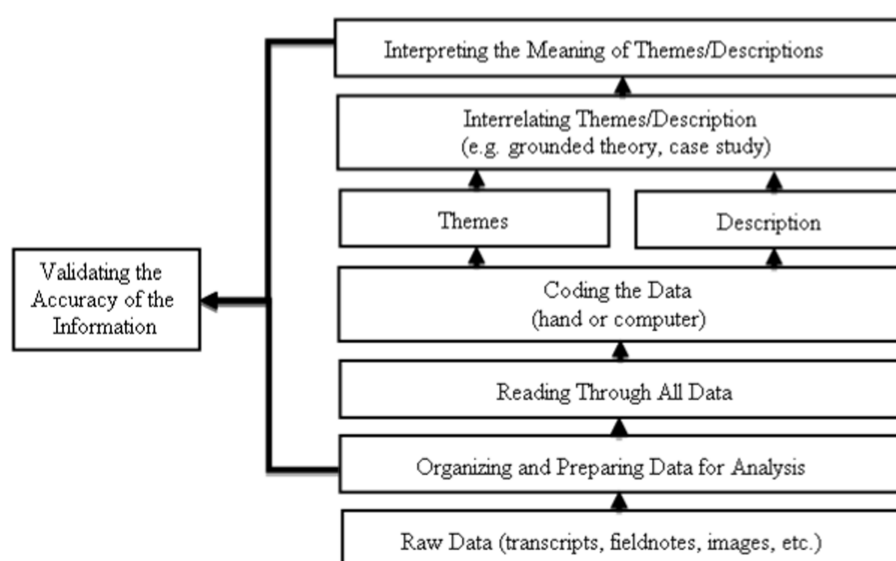 Interpreting the Meaning of Themes/Descriptions
Interrelating Themes/Description
(e.g. grounded theory, case study)
Themes
Description
Validating the
Accuracy of the
Information
Coding the Data
(hand or computer)
Reading Through All Data
Organizing and Preparing Data for Analysis
Raw Data (transcripts, fieldnotes, images, etc.)